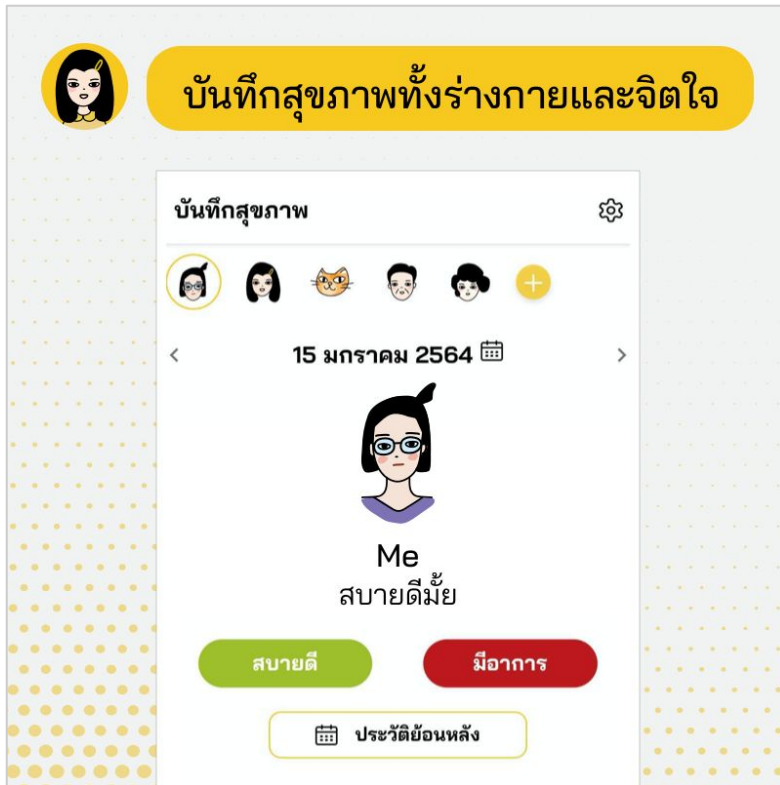 บันทึกสุขภาพทั้งร่างกายและจิตใจ
บันทึกสุขภาพ
15 มกราคม 2564
Me
สบายดีมั้ย
สบายดี
มีอาการ
ประวัติย้อนหลัง